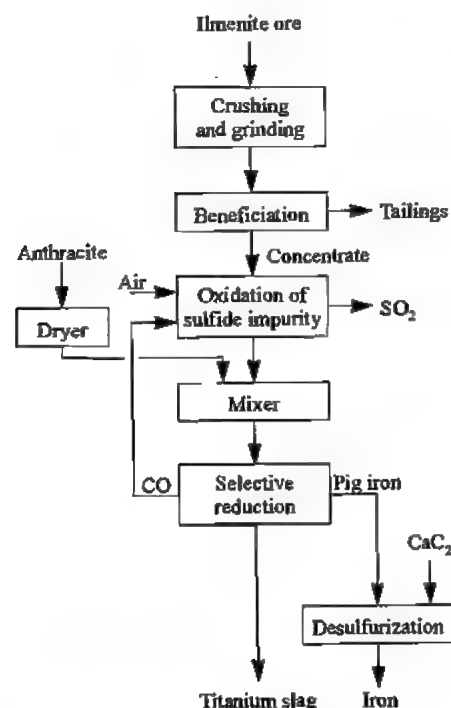 Ilmenite ore
Crushing
and grinding
Beneficiation
Tailings
Concentrate
Anthracite
Air
Oxidation of
sulfide impurity
SO₂
Dryer
Mixer
CO
Selective
reduction
Pig iron
CaC₂
Desulfurization
Titanium slag
Iron